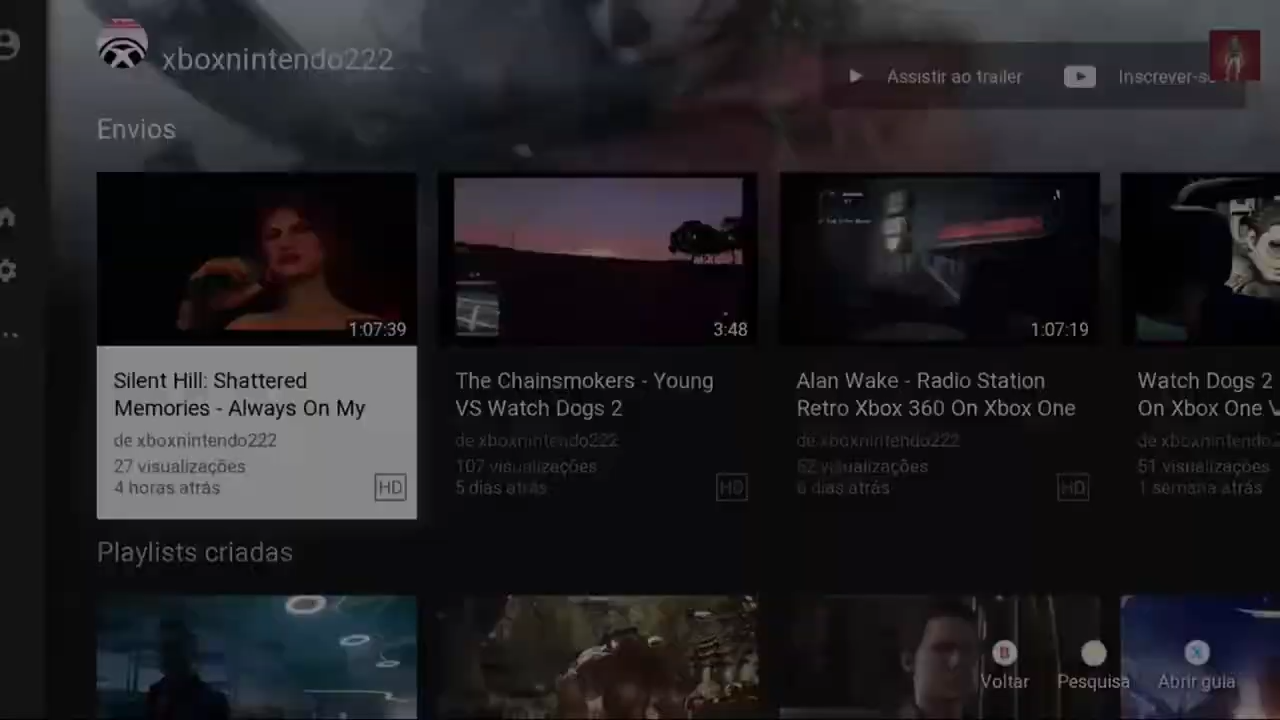 xboxnintendo222
Assistir ao trailer
Inscrever-s
Envios
1:07:39
3:48
1:07:19
Silent Hill: Shattered
Memories - Always On My
de xboxnintendo222
27 visualizações
4 horas atrás
HD
The Chainsmokers - Young
VS Watch Dogs 2
de xboxnintendo222
107 visualizações
5 dias atrás
HD
Alan Wake - Radio Station
Retro Xbox 360 On Xbox One
de xboxnintendo222
52 visualizações
6 dias atrás
HD
Watch Dogs 2
On Xbox One V
de xboxnintendo2
51 visualizações
1 semana atrás
Playlists criadas
B
Voltar
Pesquisa
X
Abrir guia